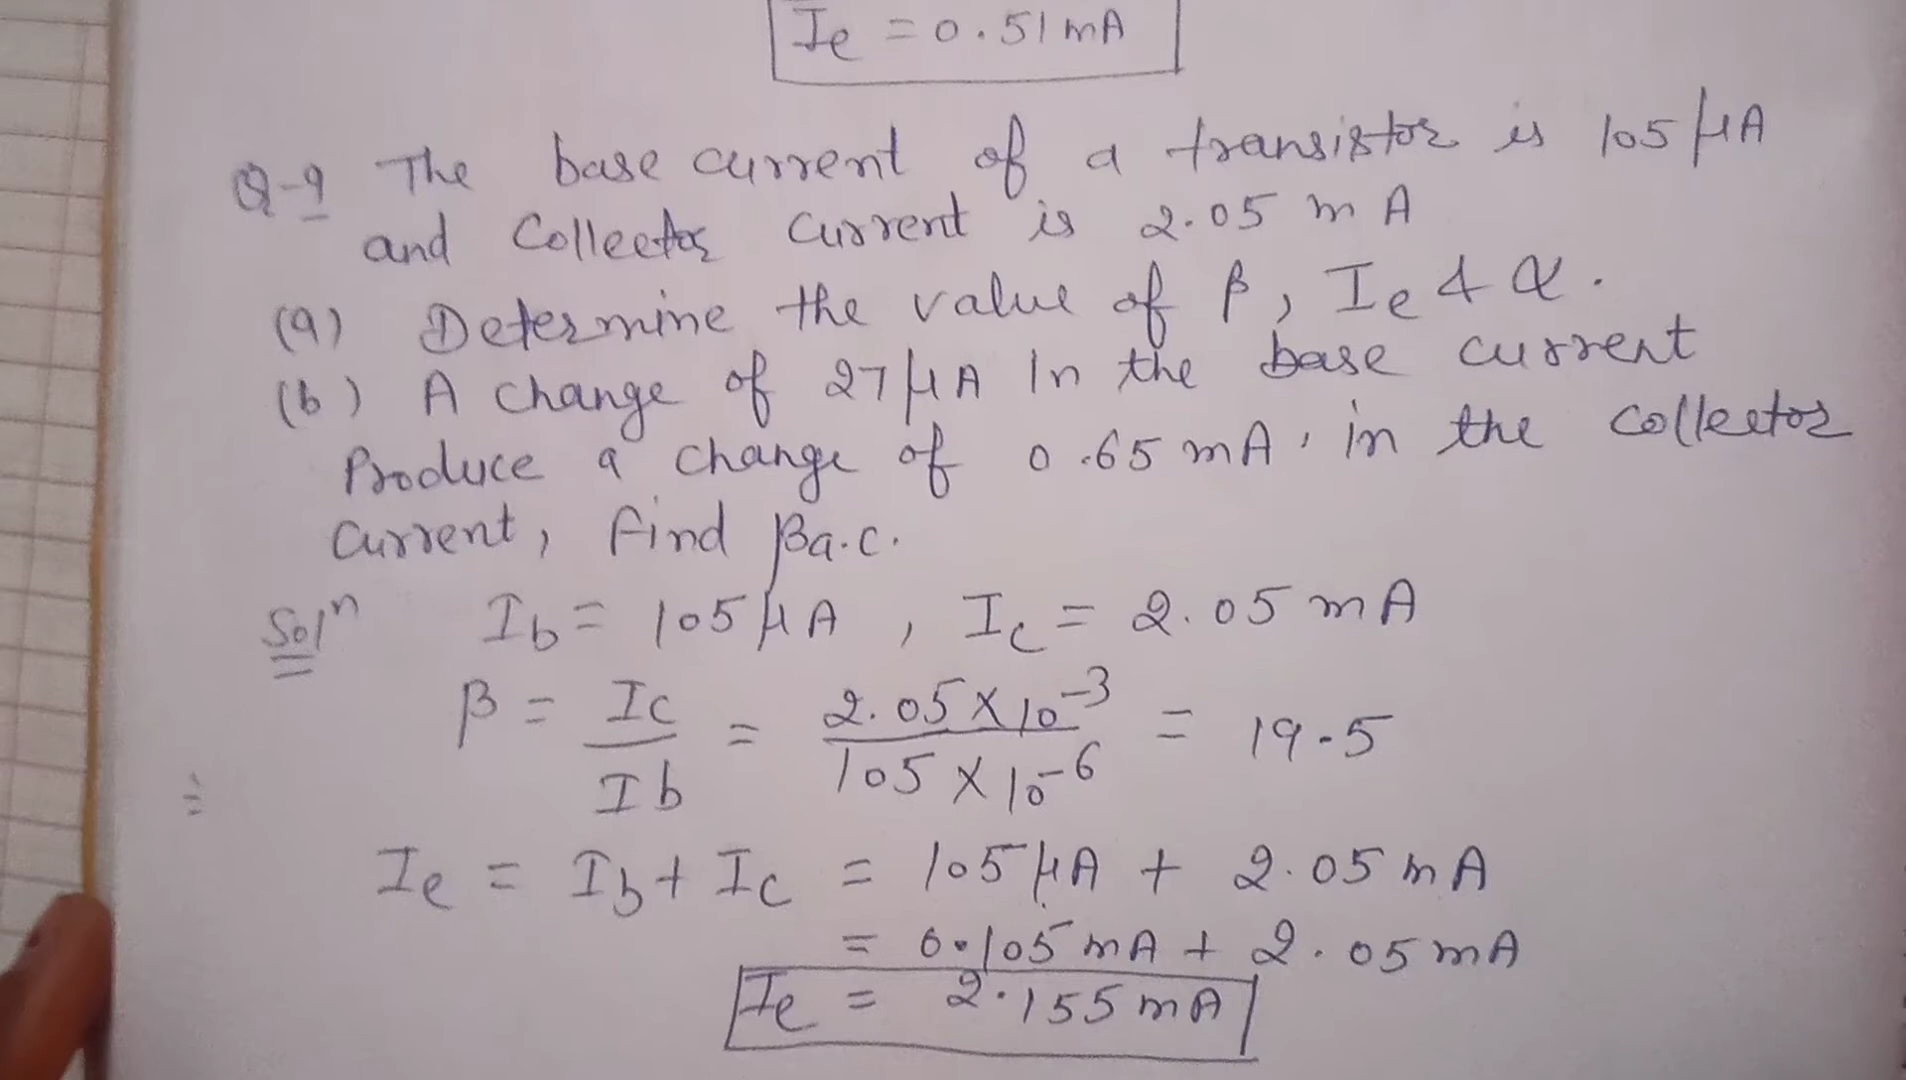 Ie = 0.51 mA
Q-9 The base current of a transistor is 105 μA
and Collector current is 2.05 mA
(a) Determine the value of β, Ie & α.
(b) A change of 27 μA In the base current
Produce a change of 0.65 mA, in the collector
current, find βa.c.
Solⁿ Ib = 105 μA, Ic = 2.05 mA
β = Ic/Ib = 2.05 × 10⁻³/105 × 10⁻⁶ = 19.5
Ie = Ib + Ic = 105 μA + 2.05 mA
= 0.105 mA + 2.05 mA
Ie = 2.155 mA